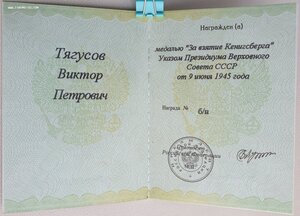 Тягусов
Виктор
Петрович
Награжден (а)
медалью "За взятие Кенигсберга"
Указом Президиума Верховного
Совета СССР
от 9 июня 1945 года
Награда № б/н